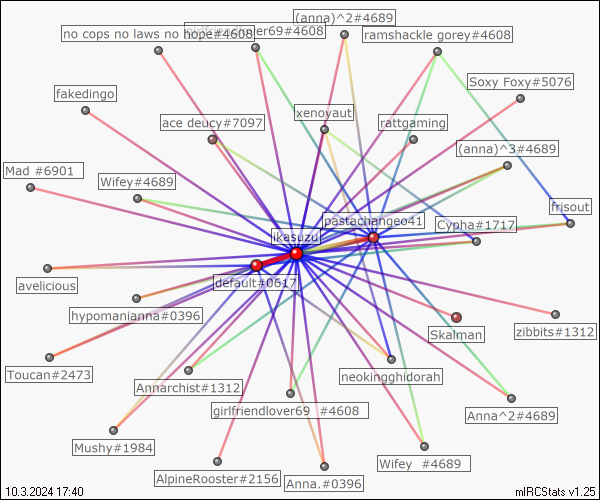 (anna)^2#4689
no cops no laws no hope#4608
girlfriendlover69#4608
ramshackle gorey#4608
Soxy Foxy#5076
fakedingo
xenoyaut
ace deucy#7097
rattgaming
(anna)^3#4689
Mad #6901
Wifey#4689
frisout
pastachangeo41
Cypha#1717
ikasuzu
default#0617
avelicious
hypomanianna#0396
Skalman
zibbits#1312
Toucan#2473
neokingghidorah
Annarchist#1312
girlfriendlover69 #4608
Anna^2#4689
Mushy#1984
Wifey #4689
AlpineRooster#2156
Anna.#0396
10.3.2024 17:40
mIRCStats v1.25